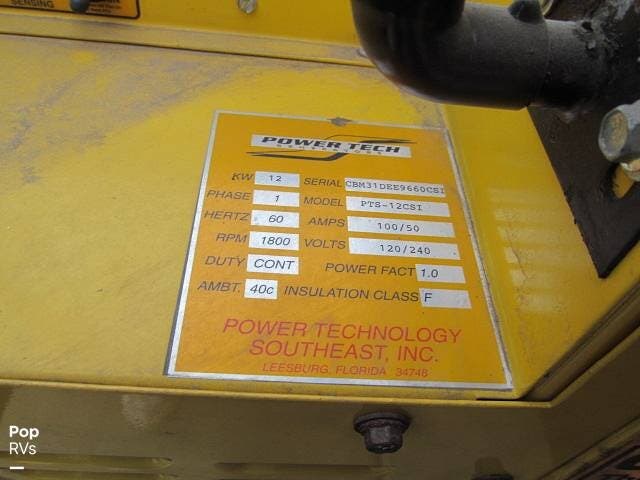 SENSING
POWER TECH
GENERATORS
KW 12 SERIAL CBM31DEE9660CSI
PHASE 1 MODEL PTS-12CSI
HERTZ 60 AMPS 100/50
RPM 1800 VOLTS 120/240
DUTY CONT POWER FACT 1.0
AMBT. 40c INSULATION CLASS F
POWER TECHNOLOGY
SOUTHEAST, INC.
LEESBURG, FLORIDA 34748
Pop
RVs